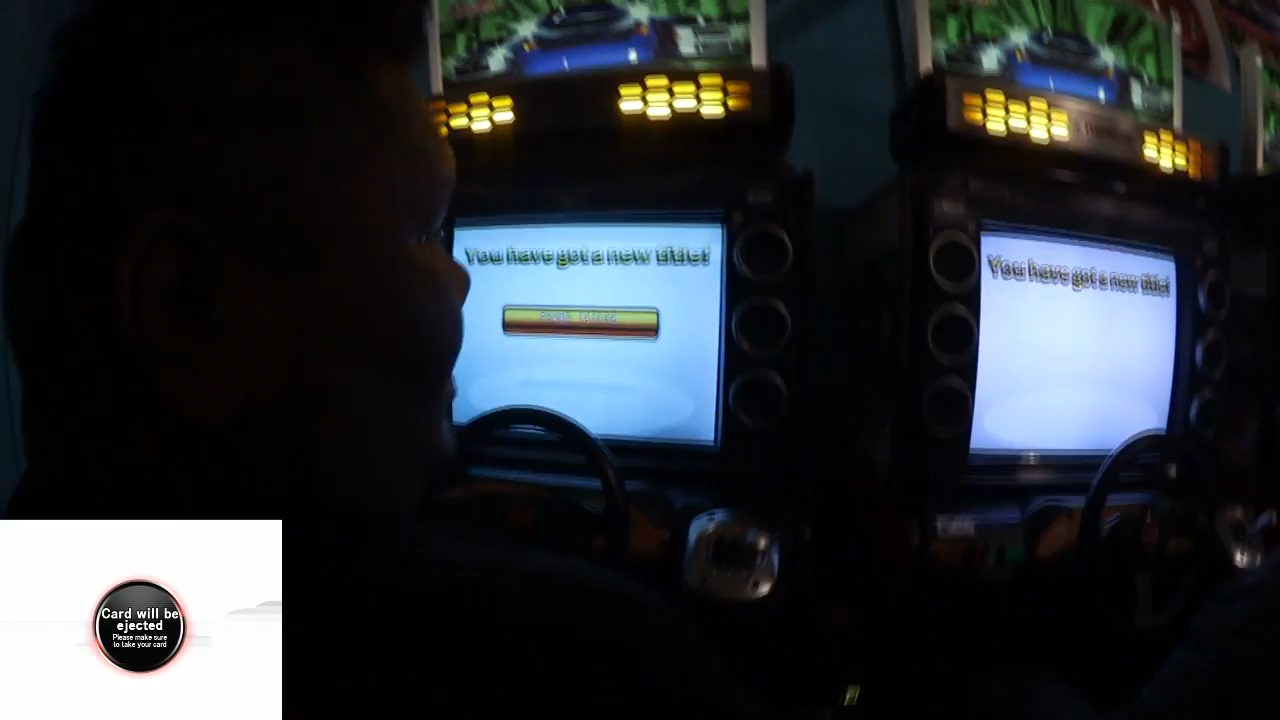 You have got a new title!
You have got a new title!
Card will be
ejected
Please make sure
to take your card